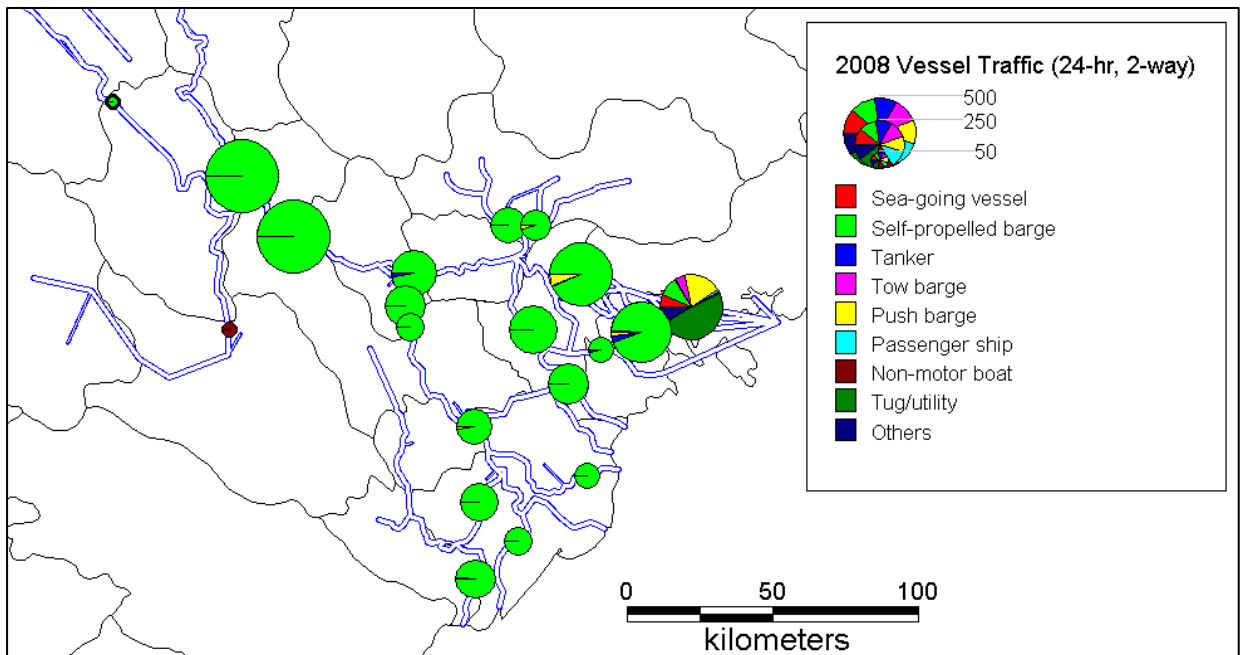 2008 Vessel Traffic (24-hr, 2-way)
500
250
50
Sea-going vessel
Self-propelled barge
Tanker
Tow barge
Push barge
Passenger ship
Non-motor boat
Tug/utility
Others
0 50 100
kilometers